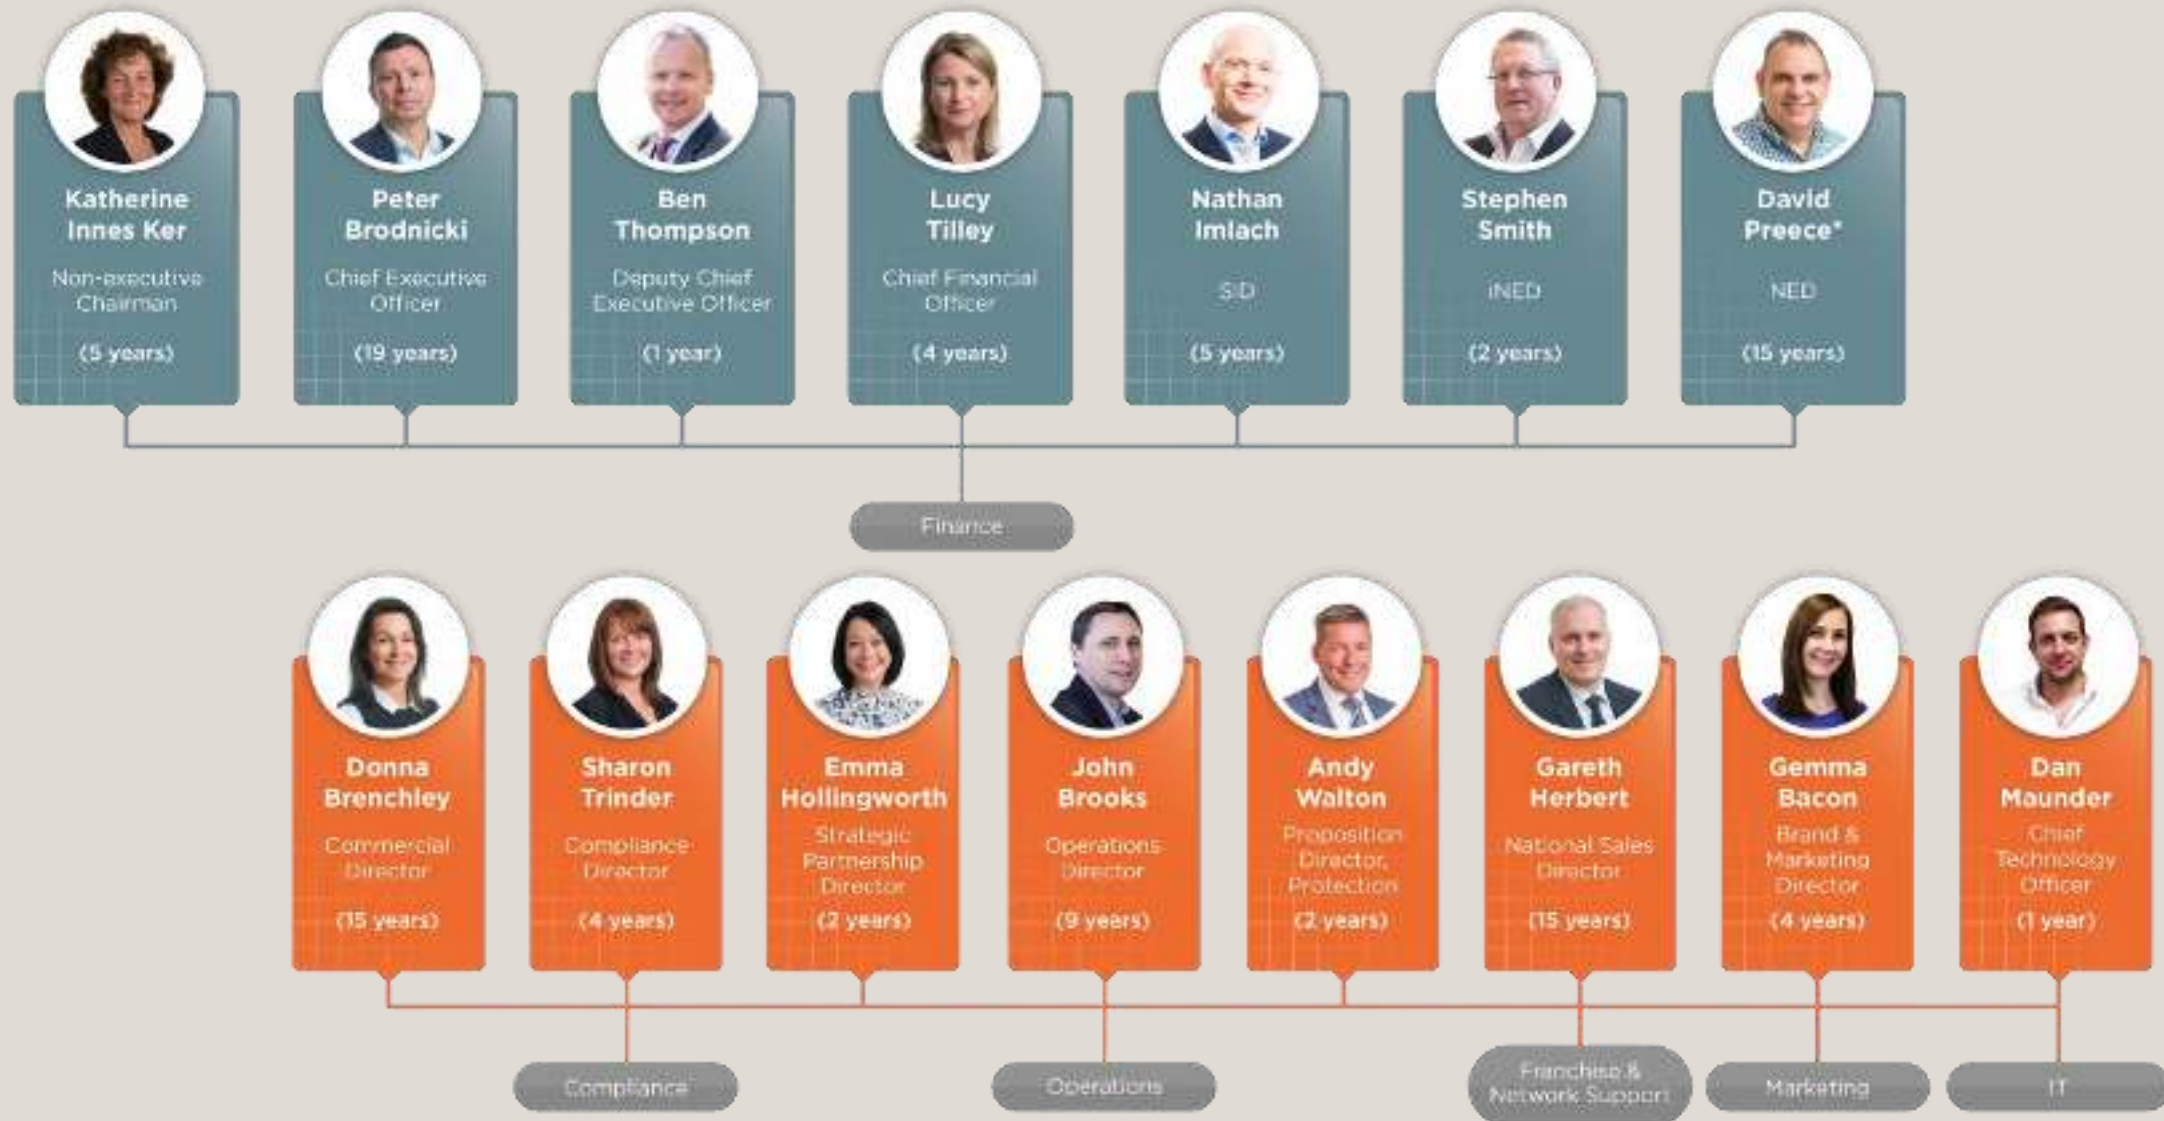 Katherine
Innes Ker
Non-executive
Chairman
(5 years)
Peter
Brodnicki
Chief Executive
Officer
(19 years)
Ben
Thompson
Deputy Chief
Executive Officer
(1 year)
Lucy
Tilley
Chief Financial
Officer
(4 years)
Nathan
Imlach
SID
(5 years)
Stephen
Smith
iNED
(2 years)
David
Preece*
NED
(15 years)
Finance
Donna
Brenchley
Commercial
Director
(15 years)
Sharon
Trinder
Compliance
Director
(4 years)
Emma
Hollingworth
Strategic
Partnership
Director
(2 years)
John
Brooks
Operations
Director
(9 years)
Andy
Walton
Proposition
Director,
Protection
(2 years)
Gareth
Herbert
National Sales
Director
(15 years)
Gemma
Bacon
Brand &
Marketing
Director
(4 years)
Dan
Maunder
Chief
Technology
Officer
(1 year)
Compliance
Operations
Franchise &
Network Support
Marketing
IT